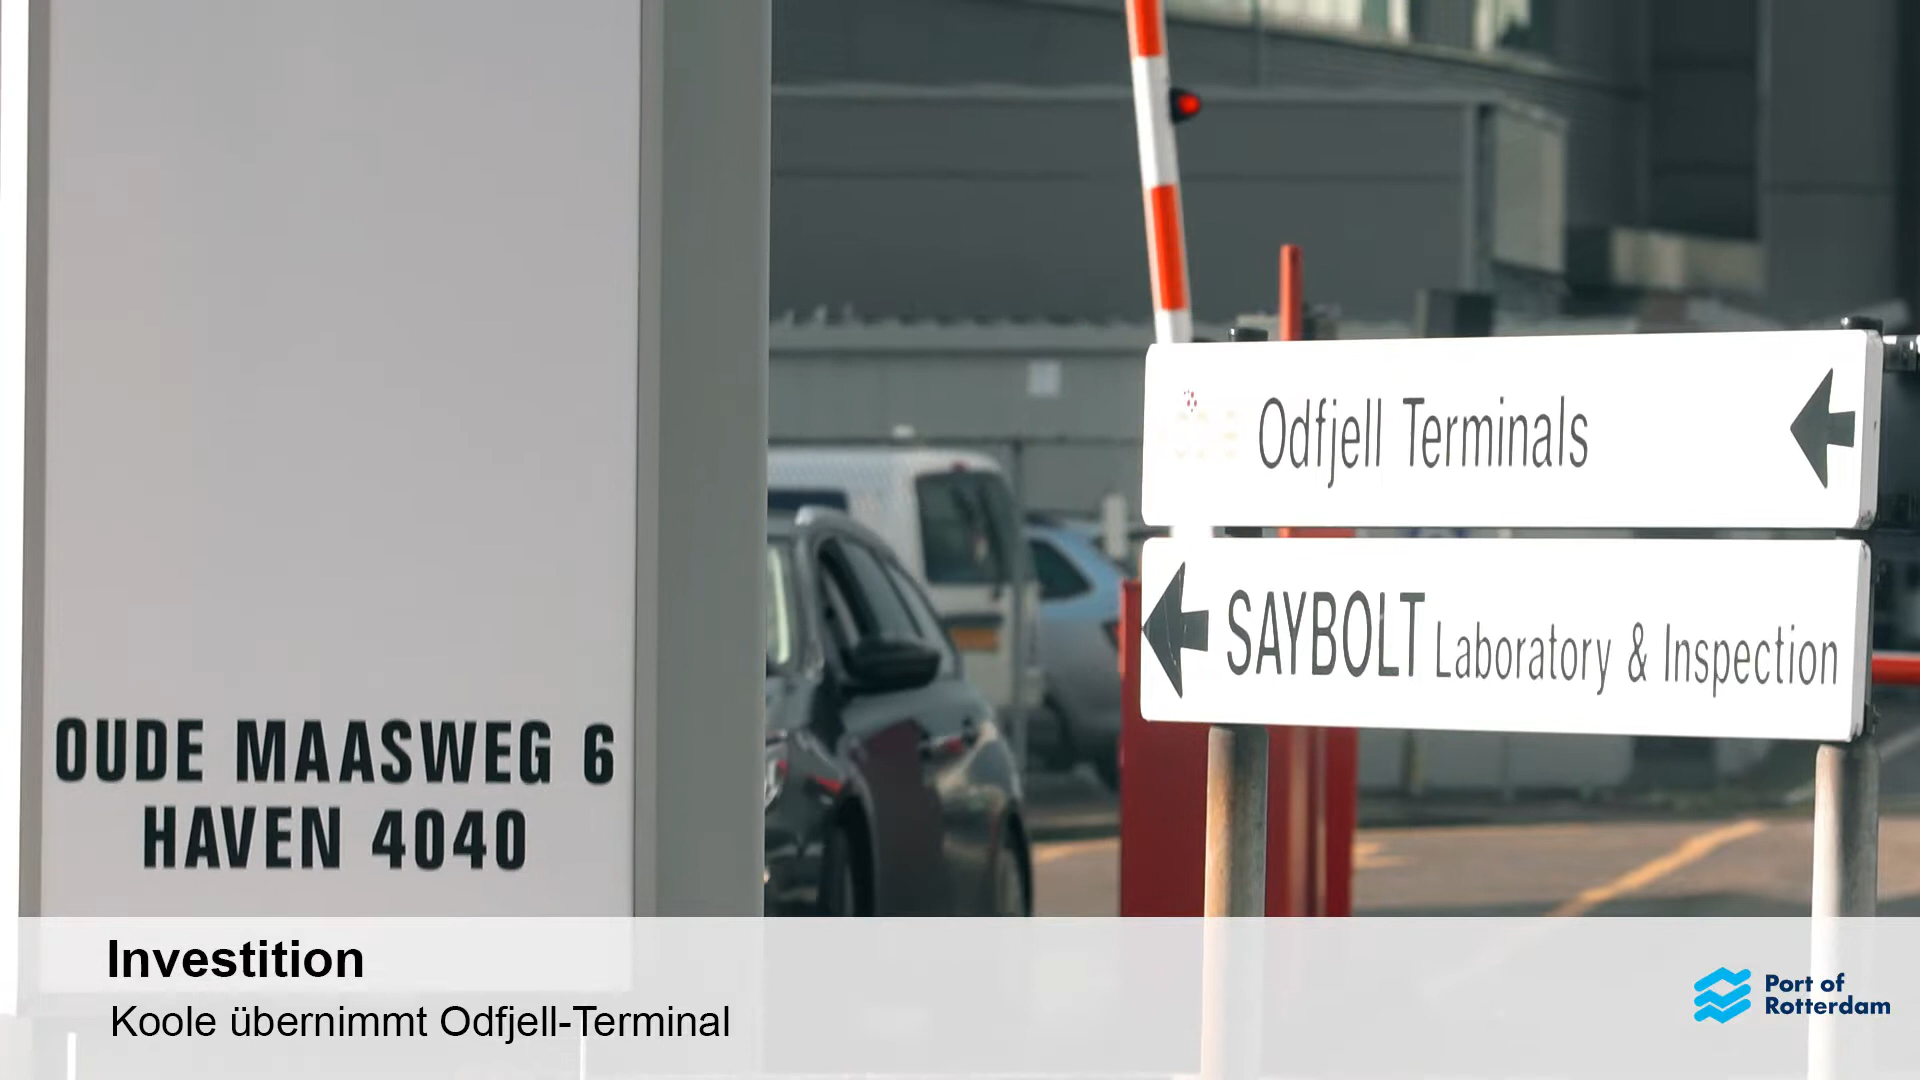 Odfjell Terminals
SAYBOLT Laboratory & Inspection
OUDE MAASWEG 6
HAVEN 4040
Investition
Koole übernimmt Odfjell-Terminal
Port of
Rotterdam